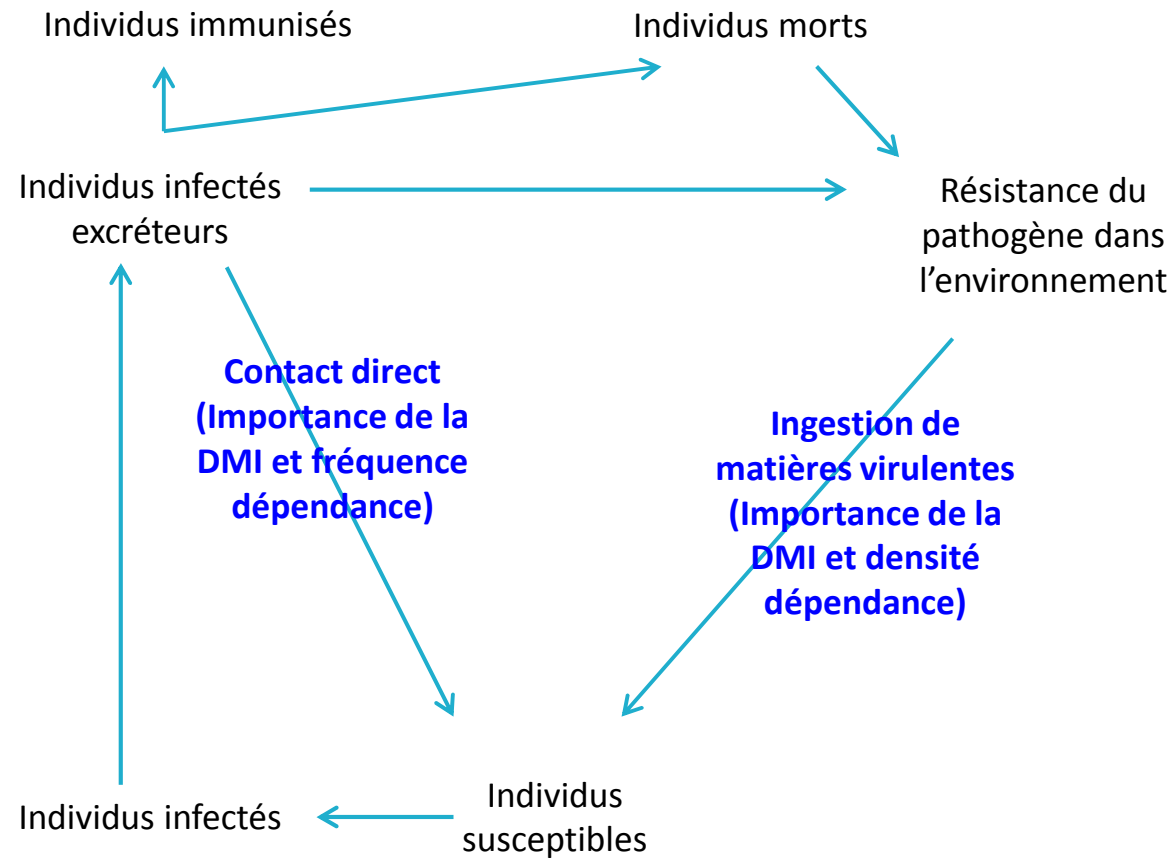 Individus immunisés
Individus morts
Individus infectés
excréteurs
Résistance du
pathogène dans
l’environnement
Contact direct
(Importance de la
DMI et fréquence
dépendance)
Ingestion de
matières virulentes
(Importance de la
DMI et densité
dépendance)
Individus infectés
Individus
susceptibles